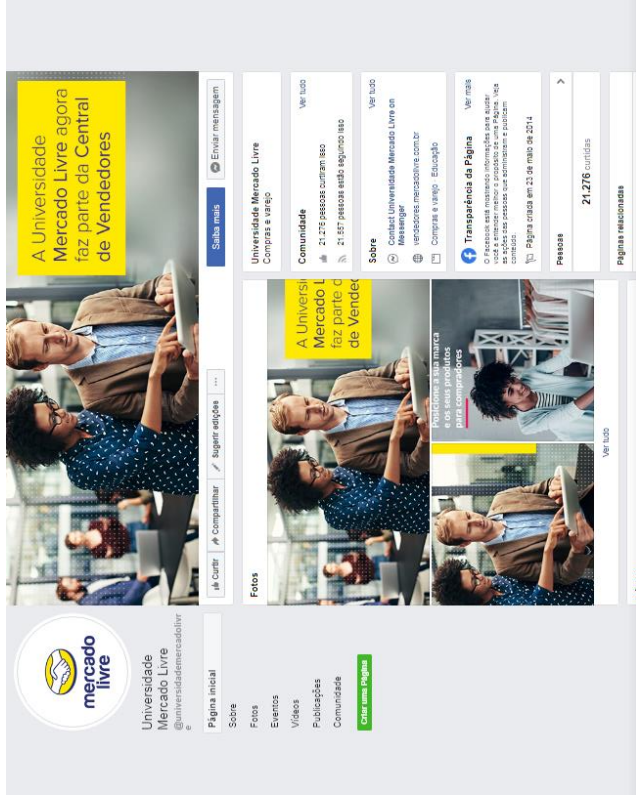 mercado
livre
Universidade
Mercado Livre
@universidademercadolivr
e
Página inicial
Sobre
Fotos
Eventos
Vídeos
Publicações
Comunidade
Criar uma Página
A Universidade
Mercado Livre agora
faz parte da Central
de Vendedores
Curtir
Compartilhar
Sugerir edições
...
Saiba mais
Enviar mensagem
Fotos
A Universi
Mercado L
faz parte d
de Vended
Posicione a sua marca
e os seus produtos
para compradores
Ver tudo
Universidade Mercado Livre
Compras e varejo
Comunidade Ver tudo
21.276 pessoas curtiram isso
21.557 pessoas estão seguindo isso
Sobre Ver tudo
Contact Universidade Mercado Livre on
Messenger
vendedores.mercadolivre.com.br
Compras e varejo · Educação
Transparência da Página Ver mais
O Facebook está mostrando informações para ajudar
você a entender melhor o propósito de uma Página. Veja
as ações das pessoas que administram e publicam
conteúdo.
Página criada em 23 de maio de 2014
Pessoas >
21.276 curtidas
Páginas relacionadas